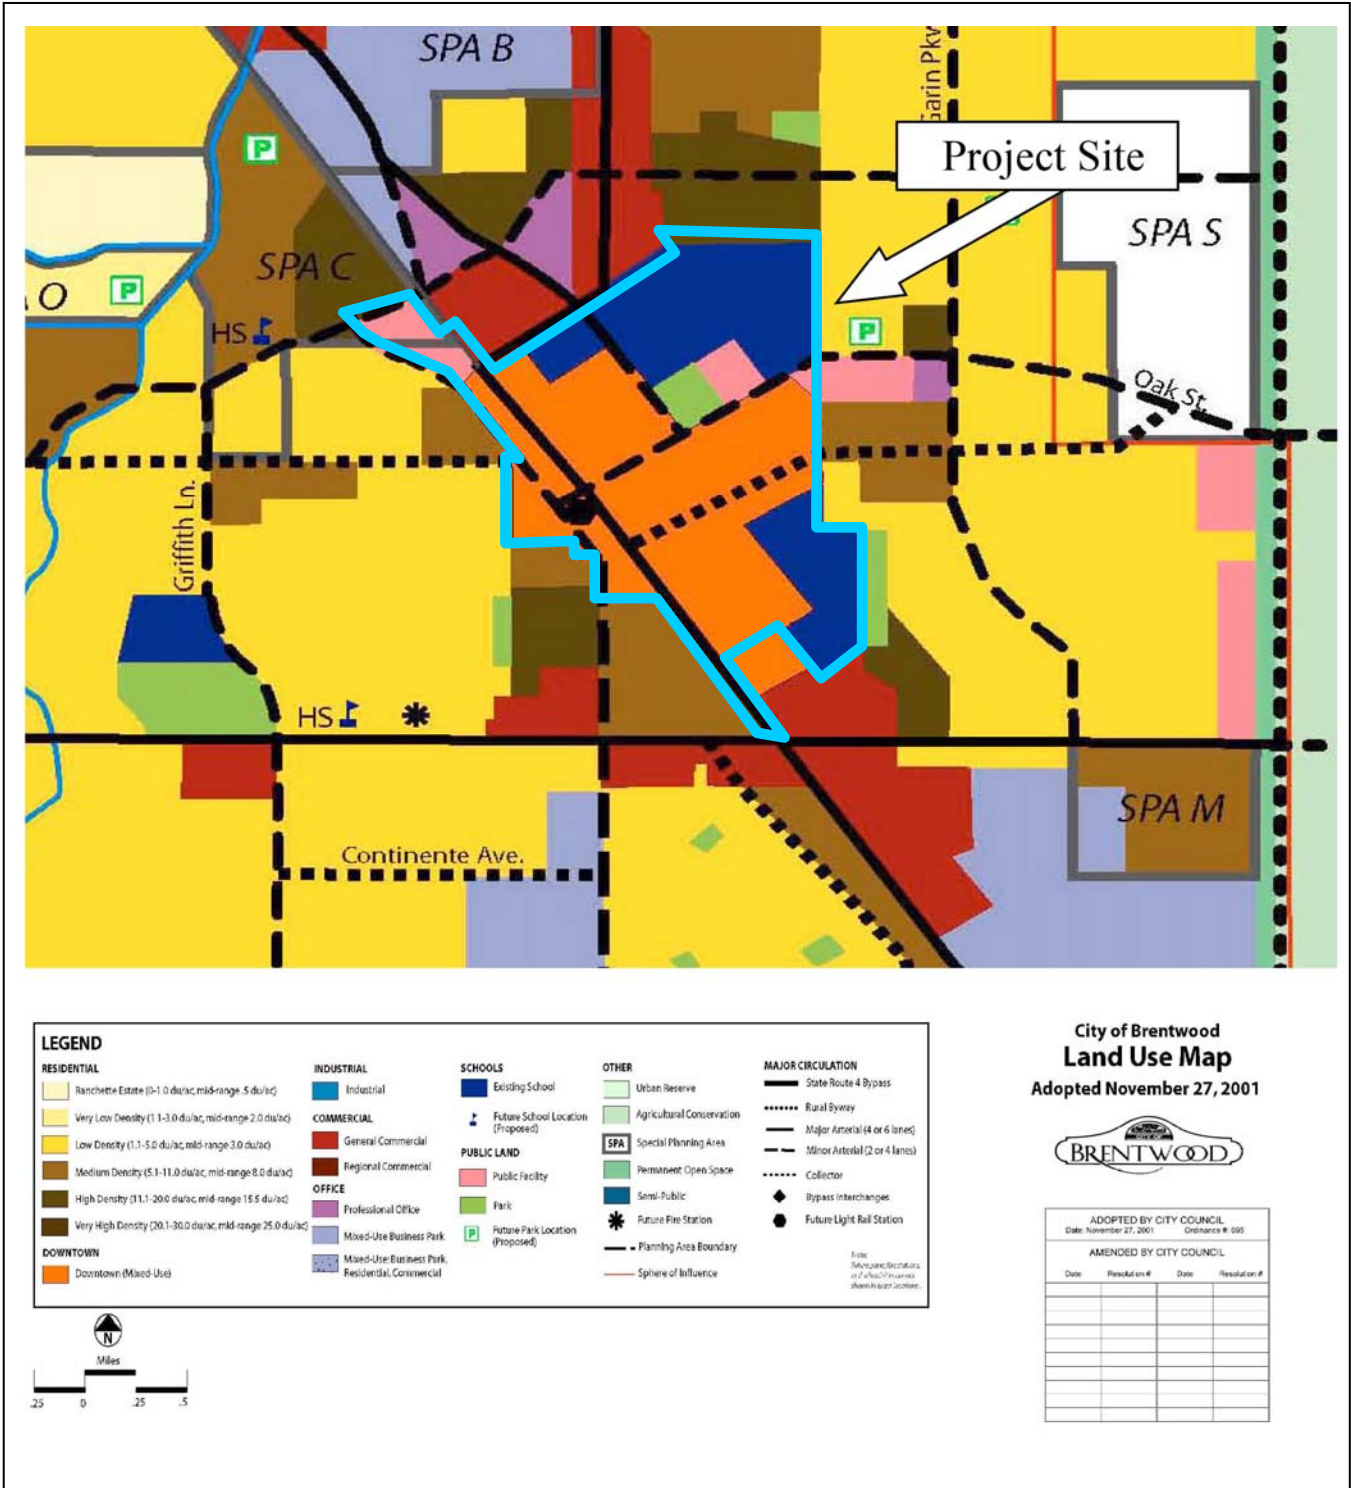 SPA B
Garin Pkw
P
Project Site
SPA S
SPA C
O
P
HS
P
Oak St.
Griffith Ln.
HS
SPA M
Continente Ave.
LEGEND
RESIDENTIAL
Ranchette Estate (0-1.0 du/ac, mid-range .5 du/ac)
Very Low Density (1.1-3.0 du/ac, mid-range 2.0 du/ac)
Low Density (1.1-5.0 du/ac, mid-range 3.0 du/ac)
Medium Density (5.1-11.0 du/ac, mid-range 8.0 du/ac)
High Density (11.1-20.0 du/ac, mid-range 15.5 du/ac)
Very High Density (20.1-30.0 du/ac, mid-range 25.0 du/ac)
DOWNTOWN
Downtown (Mixed-Use)
INDUSTRIAL
Industrial
COMMERCIAL
General Commercial
Regional Commercial
OFFICE
Professional Office
Mixed-Use Business Park
Mixed-Use: Business Park,
Residential, Commercial
SCHOOLS
Existing School
Future School Location
(Proposed)
PUBLIC LAND
Public Facility
Park
P Future Park Location
(Proposed)
OTHER
Urban Reserve
Agricultural Conservation
SPA Special Planning Area
Permanent Open Space
Semi-Public
Future Fire Station
Planning Area Boundary
Sphere of Influence
MAJOR CIRCULATION
State Route 4 Bypass
Rural Byway
Major Arterial (4 or 6 lanes)
Minor Arterial (2 or 4 lanes)
Collector
Bypass Interchanges
Future Light Rail Station
Note:
City of Brentwood
Land Use Map
Adopted November 27, 2001
CITY OF
BRENTWOOD
ADOPTED BY CITY COUNCIL
Date: November 27, 2001 Ordinance #: 695
AMENDED BY CITY COUNCIL
Date Resolution # Date Resolution #
N
Miles
.25 0 .25 .5